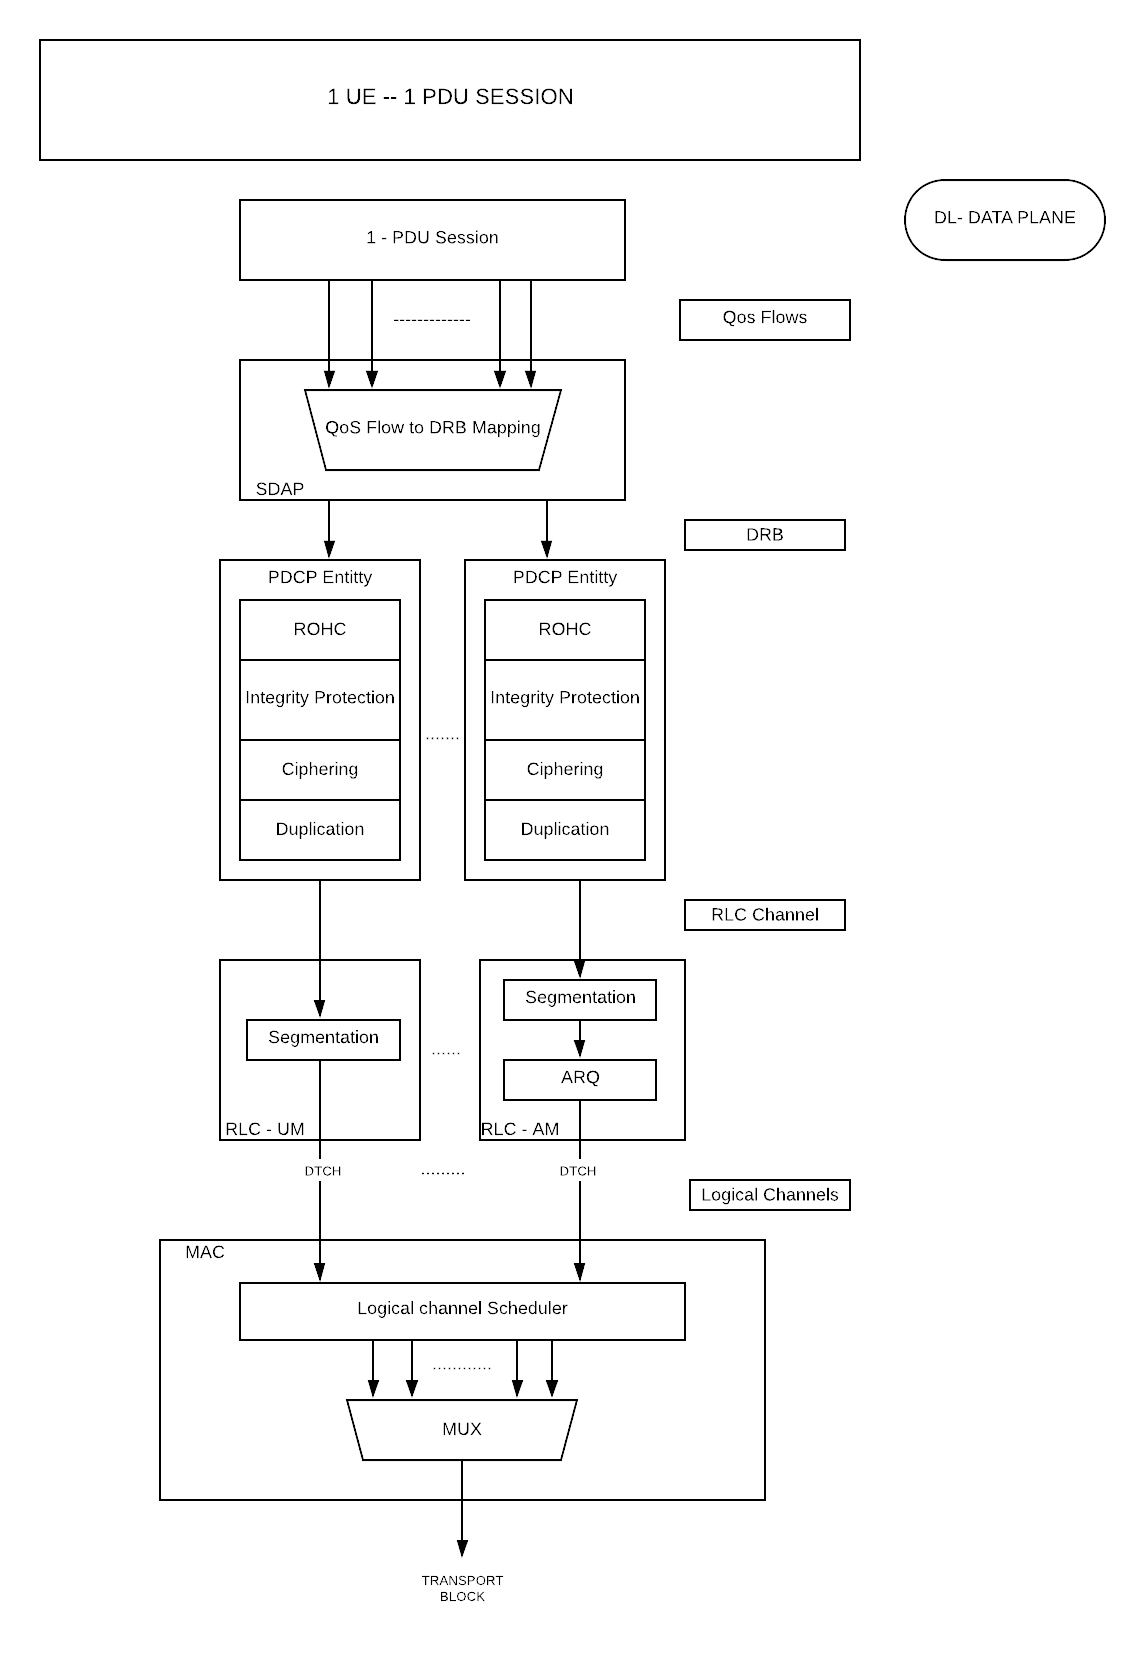 1 UE -- 1 PDU SESSION
DL- DATA PLANE
1 - PDU Session
-------------
Qos Flows
QoS Flow to DRB Mapping
SDAP
DRB
PDCP Entitty
PDCP Entitty
ROHC
ROHC
Integrity Protection
Integrity Protection
.......
Ciphering
Ciphering
Duplication
Duplication
RLC Channel
Segmentation
Segmentation
......
ARQ
RLC - UM
RLC - AM
DTCH
.........
DTCH
Logical Channels
MAC
Logical channel Scheduler
............
MUX
TRANSPORT
BLOCK